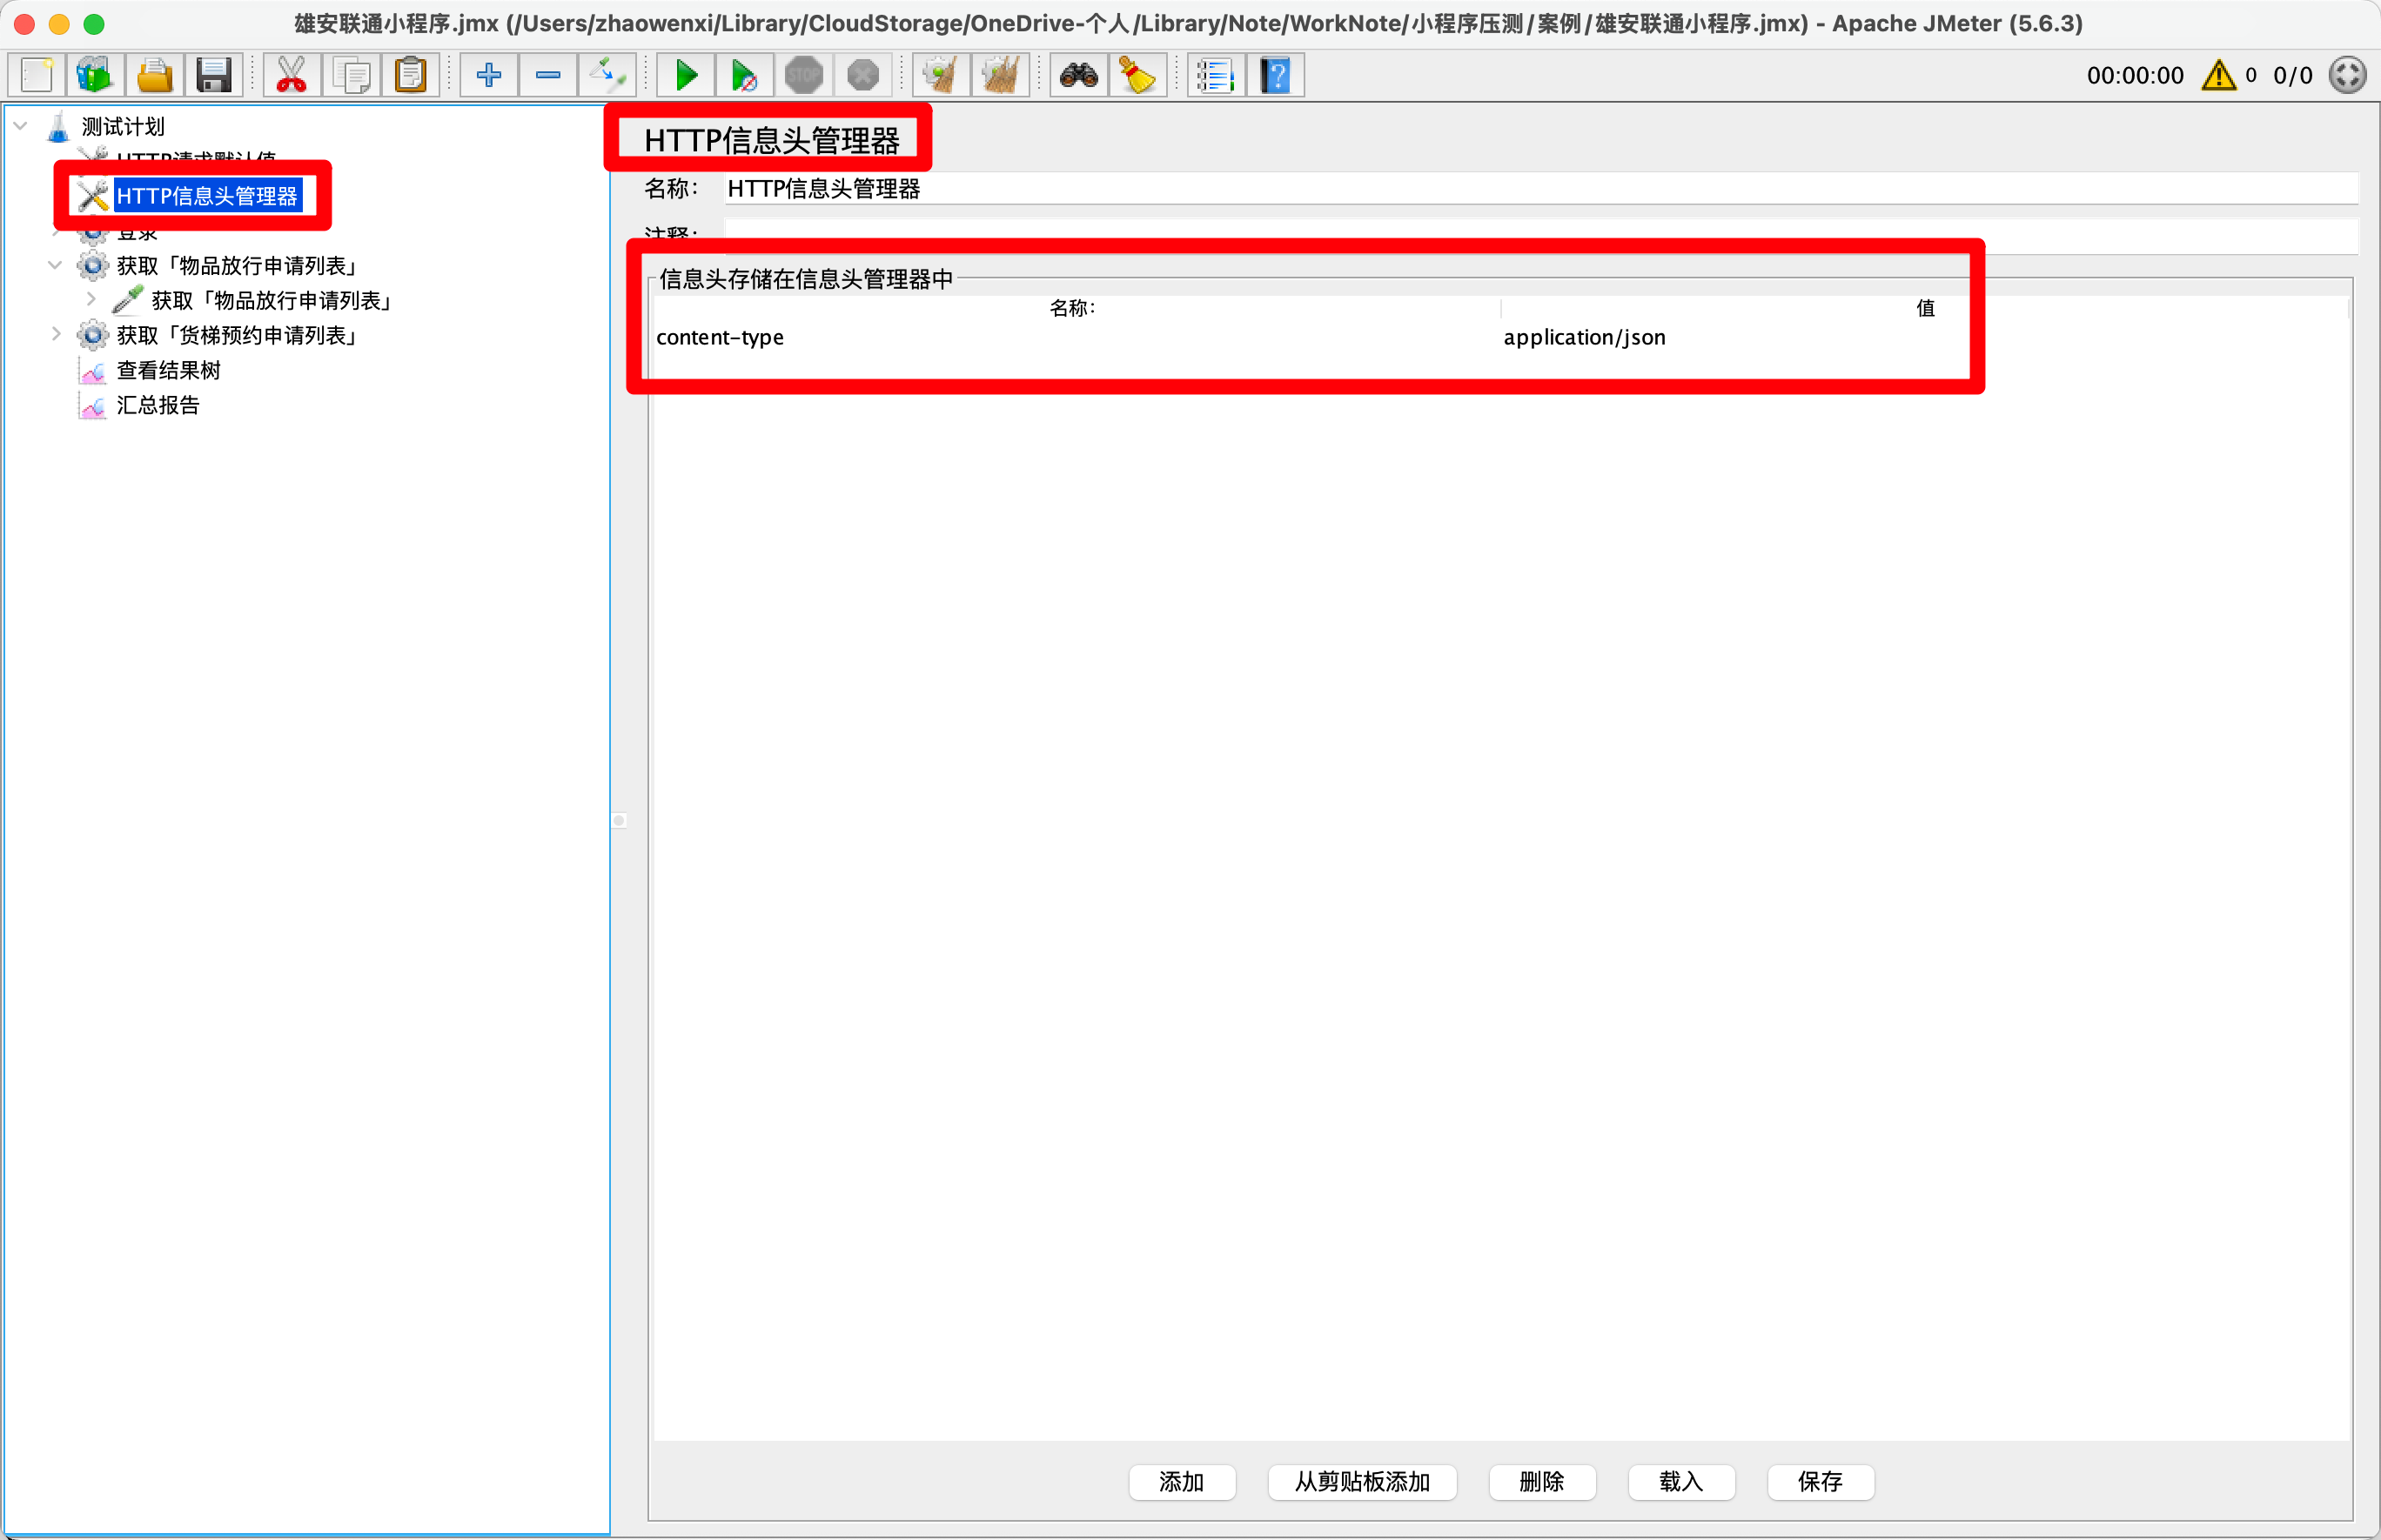 雄安联通小程序.jmx (/Users/zhaowenxi/Library/CloudStorage/OneDrive-个人/Library/Note/WorkNote/小程序压测/案例/雄安联通小程序.jmx) - Apache JMeter (5.6.3)
STOP
00:00:00 0 0/0
测试计划
HTTP请求默认值
HTTP信息头管理器
登录
获取「物品放行申请列表」
获取「物品放行申请列表」
获取「货梯预约申请列表」
查看结果树
汇总报告
HTTP信息头管理器
名称: HTTP信息头管理器
注释:
信息头存储在信息头管理器中
名称: 值
content-type application/json
添加 从剪贴板添加 删除 载入 保存